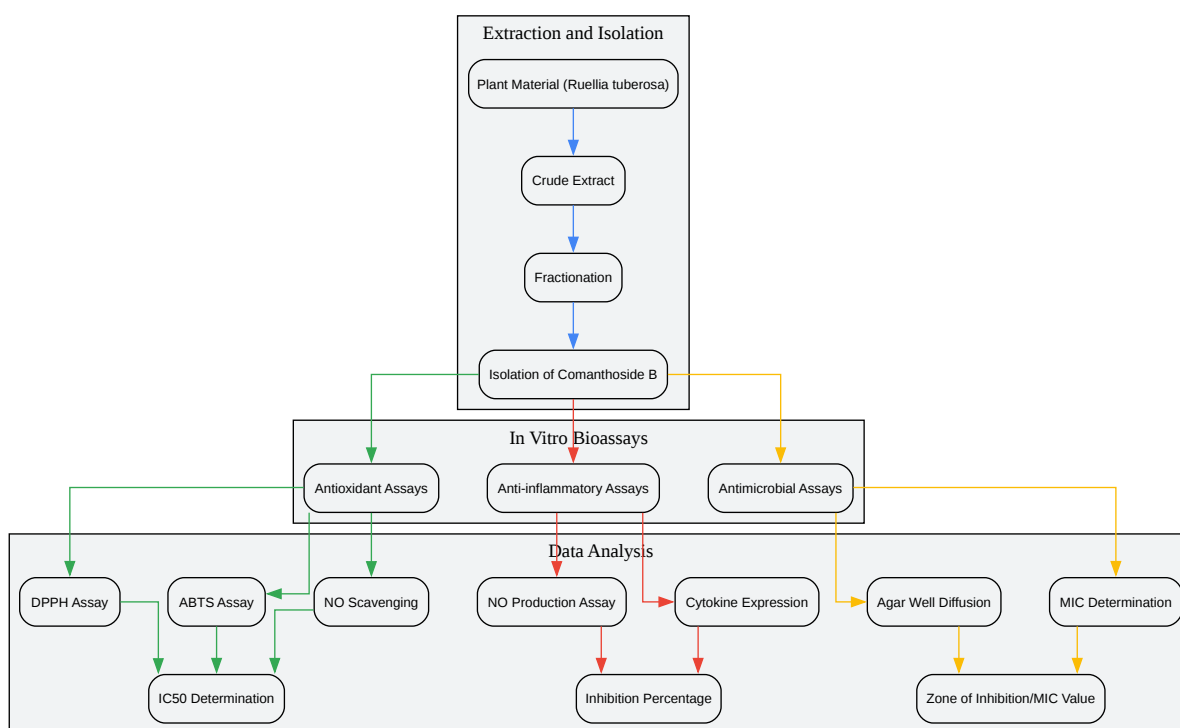 Extraction and Isolation
Plant Material (Ruellia tuberosa)
Crude Extract
Fractionation
Isolation of Comanthoside B
In Vitro Bioassays
Antioxidant Assays
Anti-inflammatory Assays
Antimicrobial Assays
Data Analysis
DPPH Assay
ABTS Assay
NO Scavenging
NO Production Assay
Cytokine Expression
Agar Well Diffusion
MIC Determination
IC50 Determination
Inhibition Percentage
Zone of Inhibition/MIC Value